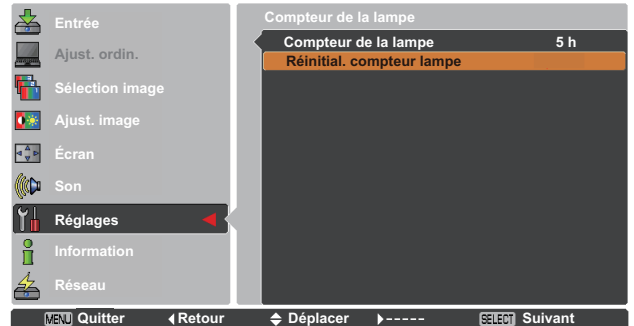 Entrée
Ajust. ordin.
Sélection image
Ajust. image
Écran
Son
Réglages
Information
Réseau
Compteur de la lampe
Compteur de la lampe 5 h
Réinitial. compteur lampe
MENU Quitter Retour Déplacer ----- SELECT Suivant